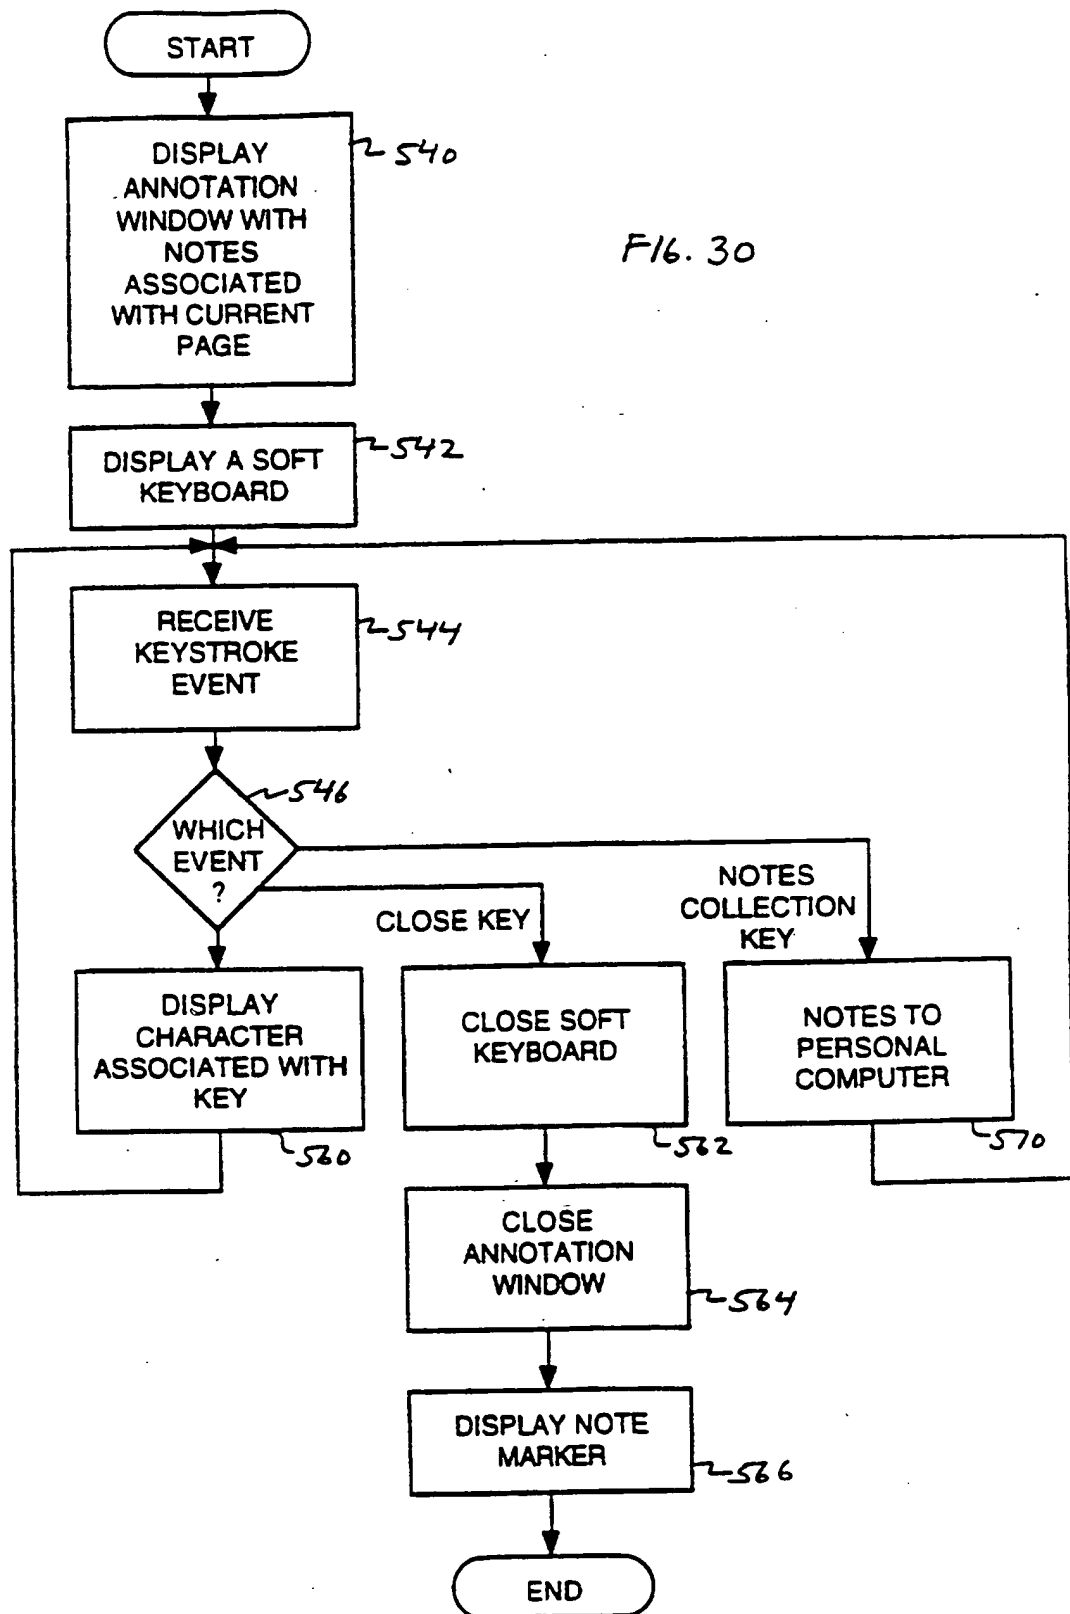 START
DISPLAY
ANNOTATION
WINDOW WITH
NOTES
ASSOCIATED
WITH CURRENT
PAGE
540
FIG. 30
DISPLAY A SOFT
KEYBOARD
542
RECEIVE
KEYSTROKE
EVENT
544
WHICH
EVENT
?
546
CLOSE KEY
NOTES
COLLECTION
KEY
DISPLAY
CHARACTER
ASSOCIATED WITH
KEY
560
CLOSE SOFT
KEYBOARD
562
NOTES TO
PERSONAL
COMPUTER
570
CLOSE
ANNOTATION
WINDOW
564
DISPLAY NOTE
MARKER
566
END